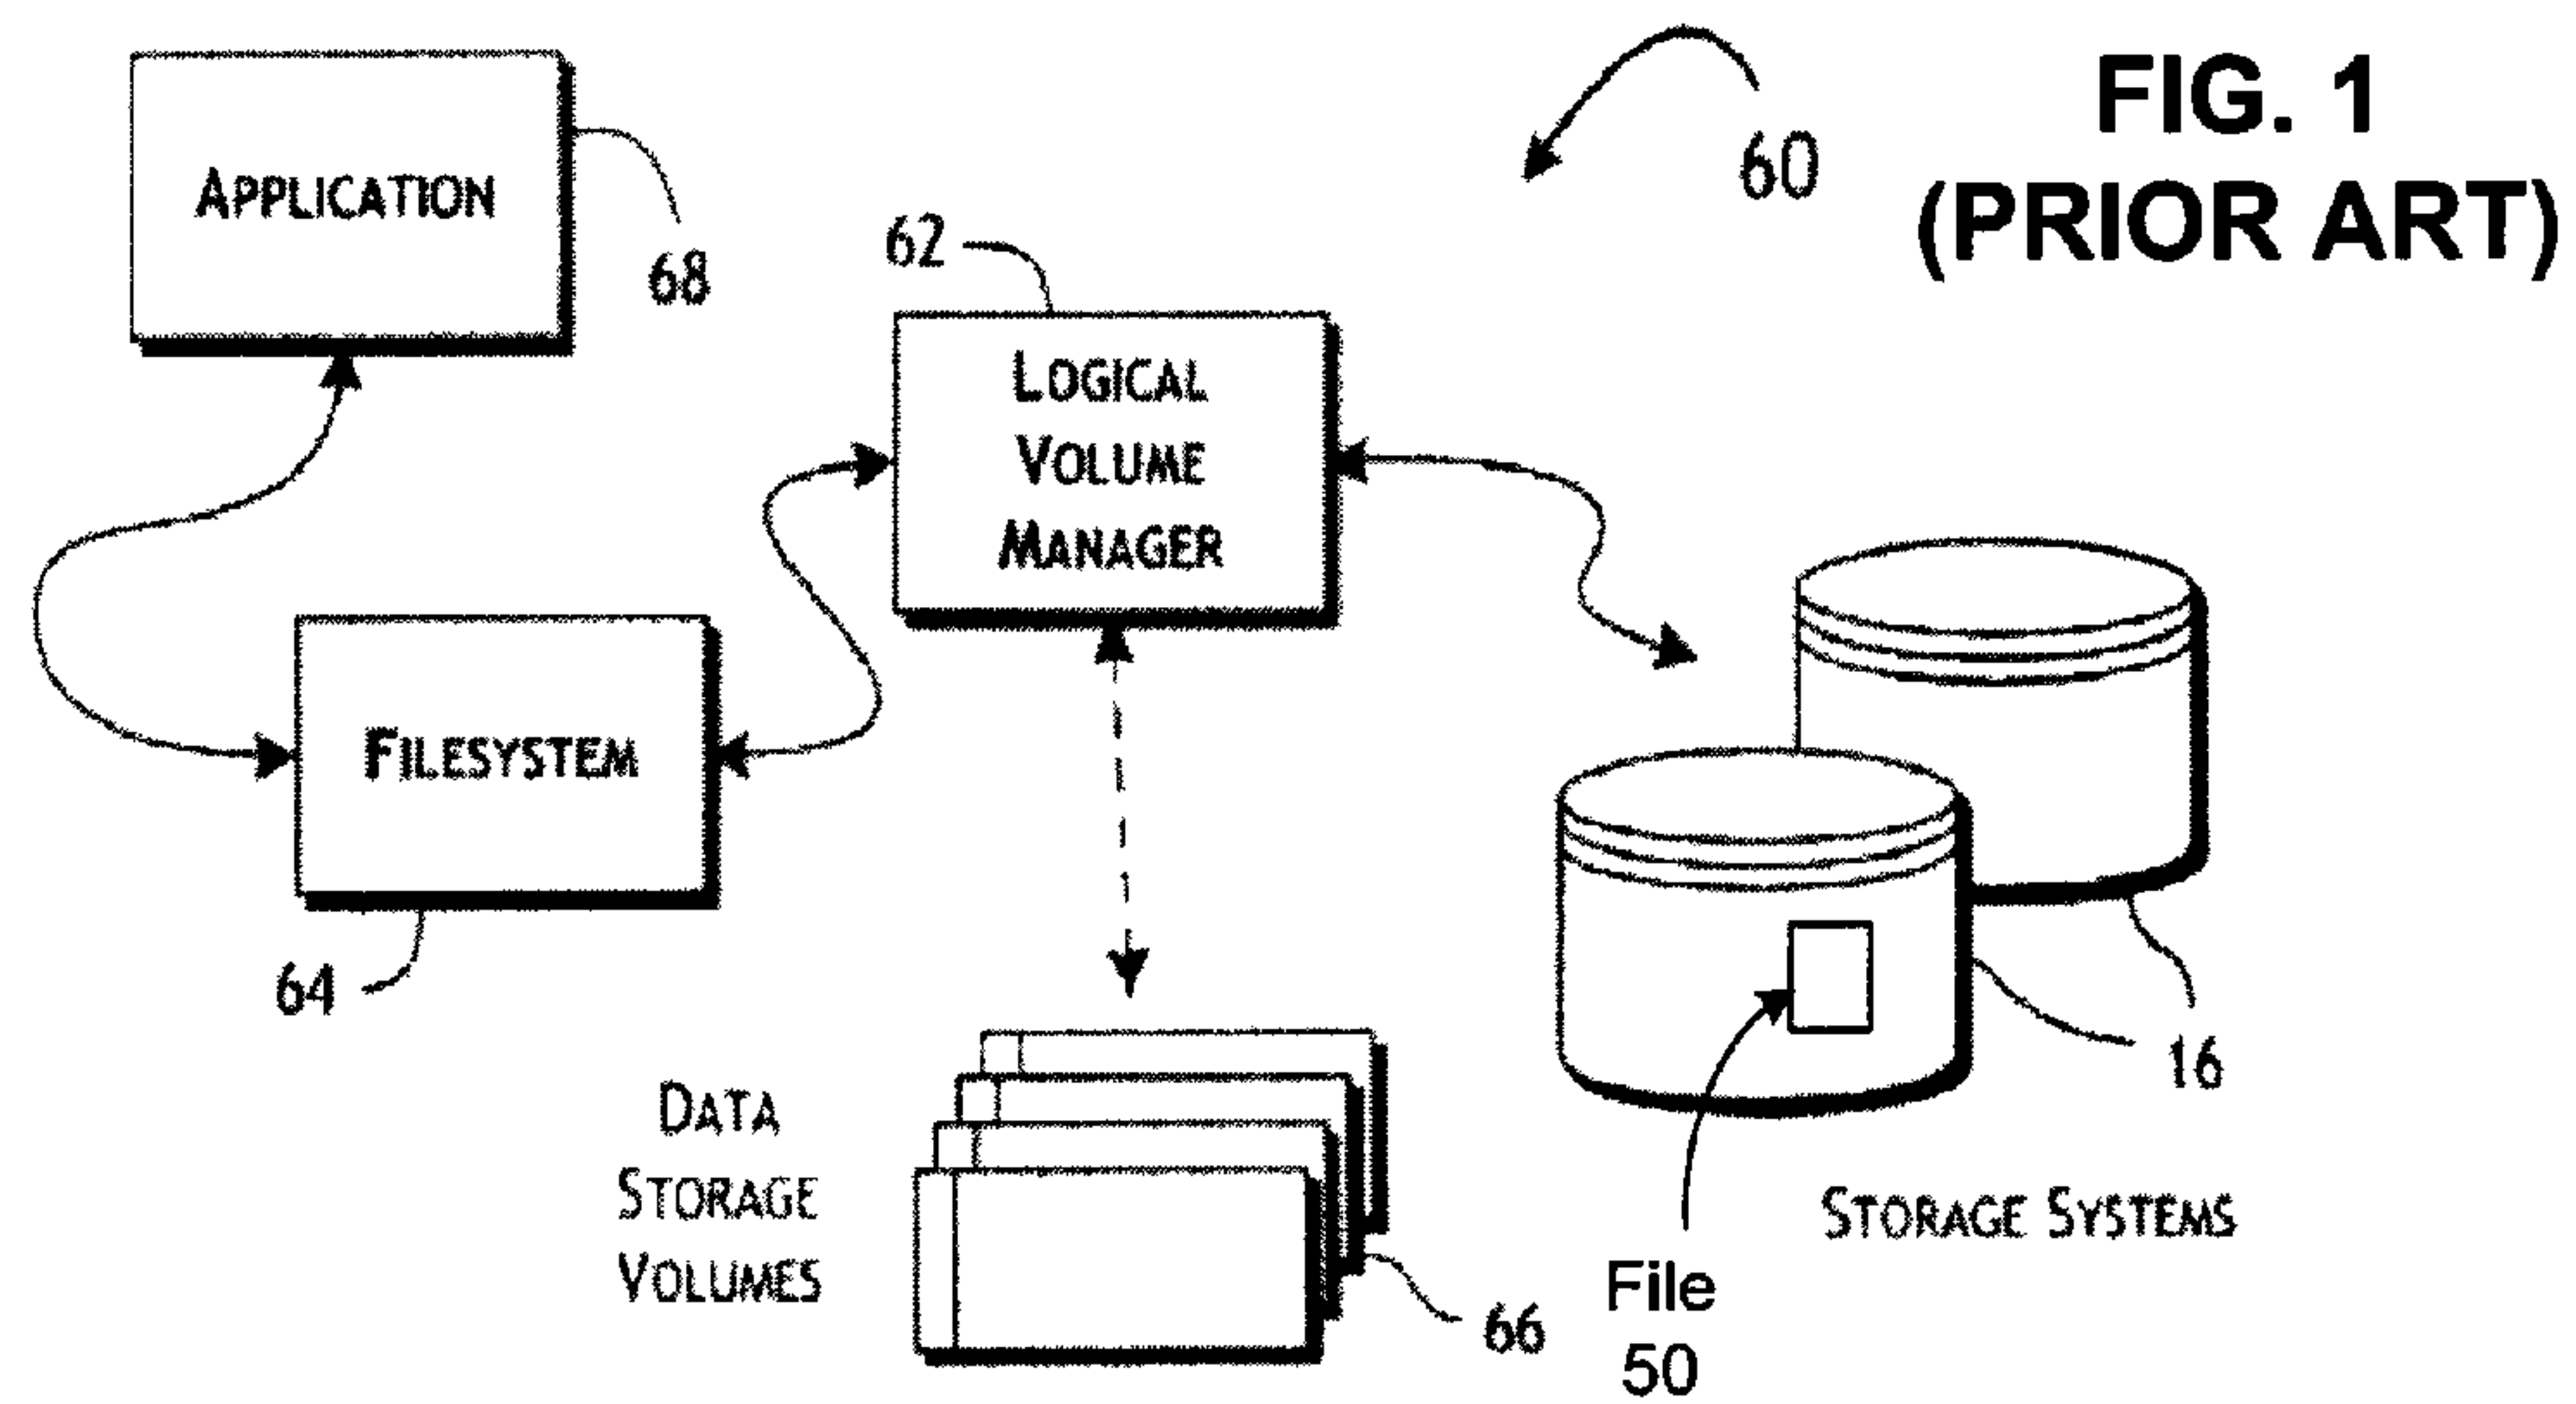 FIG. 1
(PRIOR ART)
60
APPLICATION
68
62
LOGICAL
VOLUME
MANAGER
FILESYSTEM
64
DATA
STORAGE
VOLUMES
66
16
STORAGE SYSTEMS
File
50